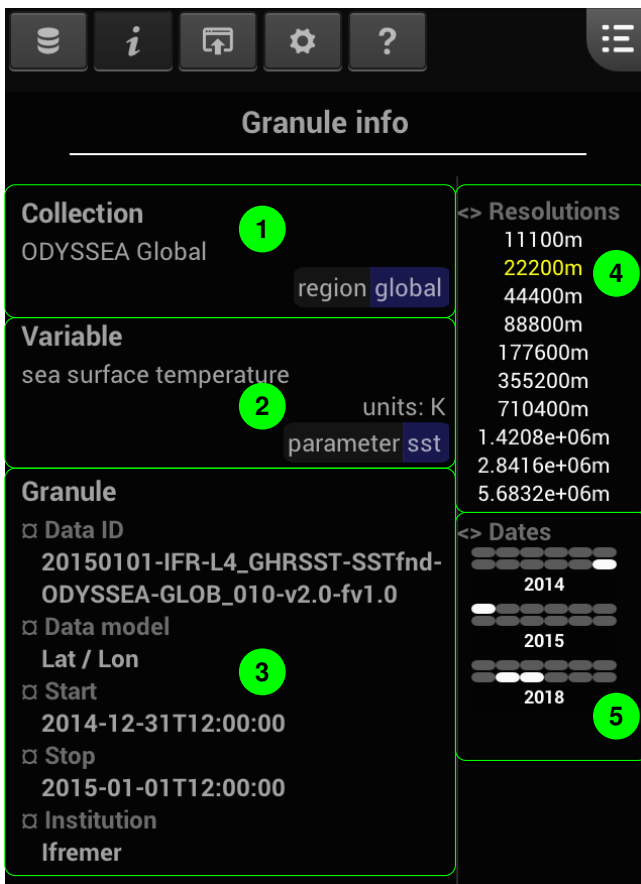 i
?
Granule info
Collection
ODYSSEA Global
1
region global
Variable
sea surface temperature
2
units: K
parameter sst
Granule
¤ Data ID
20150101-IFR-L4_GHRSST-SSTfnd-
ODYSSEA-GLOB_010-v2.0-fv1.0
¤ Data model
Lat / Lon
3
¤ Start
2014-12-31T12:00:00
¤ Stop
2015-01-01T12:00:00
¤ Institution
Ifremer
<> Resolutions
11100m
22200m
4
44400m
88800m
177600m
355200m
710400m
1.4208e+06m
2.8416e+06m
5.6832e+06m
<> Dates
2014
2015
2018
5